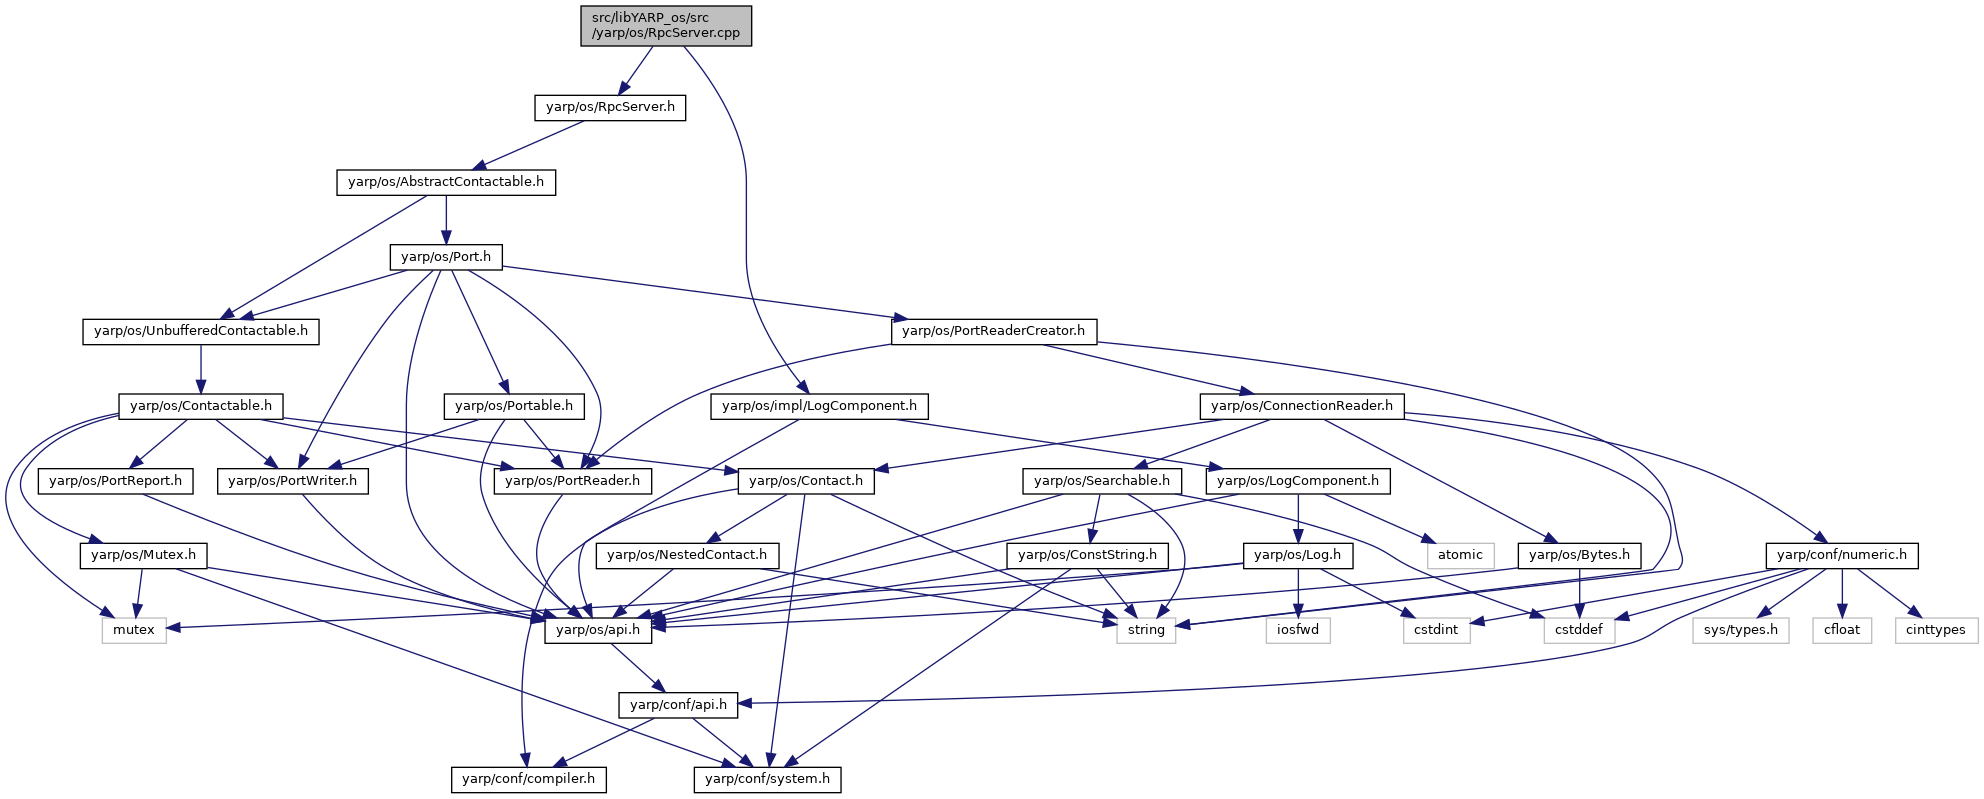 src/libYARP_os/src
/yarp/os/RpcServer.cpp
yarp/os/RpcServer.h
yarp/os/AbstractContactable.h
yarp/os/Port.h
yarp/os/UnbufferedContactable.h
yarp/os/PortReaderCreator.h
yarp/os/Contactable.h
yarp/os/Portable.h
yarp/os/impl/LogComponent.h
yarp/os/ConnectionReader.h
yarp/os/PortReport.h
yarp/os/PortWriter.h
yarp/os/PortReader.h
yarp/os/Contact.h
yarp/os/Searchable.h
yarp/os/LogComponent.h
yarp/os/Mutex.h
yarp/os/NestedContact.h
yarp/os/ConstString.h
yarp/os/Log.h
atomic
yarp/os/Bytes.h
yarp/conf/numeric.h
mutex
yarp/os/api.h
string
iosfwd
cstdint
cstddef
sys/types.h
cfloat
cinttypes
yarp/conf/api.h
yarp/conf/compiler.h
yarp/conf/system.h